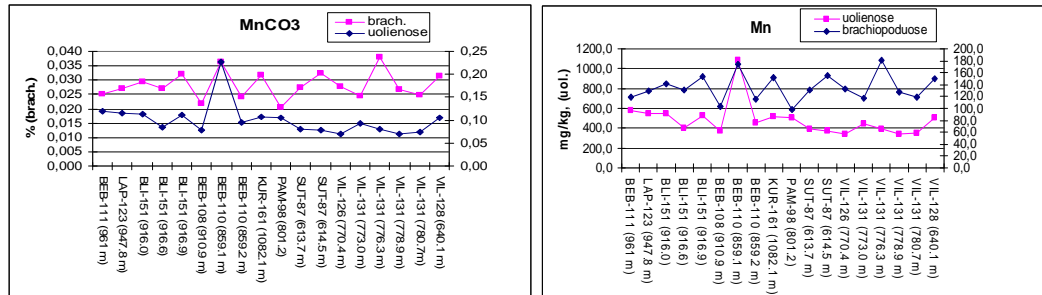 MnCO3
brach.
uolienose
% (brach.)
0,040
0,035
0,030
0,025
0,020
0,015
0,010
0,005
0,000
0,25
0,20
0,15
0,10
0,05
0,00
BEB-111 (961 m)
LAP-123 (947.8 m)
BLI-151 (916.0)
BLI-151 (916.6)
BLI-151 (916.9)
BEB-108 (910.9 m)
BEB-110 (859.1 m)
BEB-110 (859.2 m)
KUR-161 (1082.1 m)
PAM-98 (801.2)
SUT-87 (613.7 m)
SUT-87 (614.5 m)
VIL-126 (770.4 m)
VIL-131 (773.0 m)
VIL-131 (776.3 m)
VIL-131 (778.9 m)
VIL-131 (780.7m)
VIL-128 (640.1 m)
Mn
uolienose
brachiopoduose
mg/kg, (uol.)
1200,0
1000,0
800,0
600,0
400,0
200,0
0,0
200,0
180,0
160,0
140,0
120,0
100,0
80,0
60,0
40,0
20,0
0,0
BEB-111 (961 m)
LAP-123 (947.8 m)
BLI-151 (916.0)
BLI-151 (916.6)
BLI-151 (916.9)
BEB-108 (910.9 m)
BEB-110 (859.1 m)
BEB-110 (859.2 m)
KUR-161 (1082.1 m)
PAM-98 (801.2)
SUT-87 (613.7 m)
SUT-87 (614.5 m)
VIL-126 (770.4 m)
VIL-131 (773.0 m)
VIL-131 (776.3 m)
VIL-131 (778.9 m)
VIL-131 (780.7m)
VIL-128 (640.1 m)